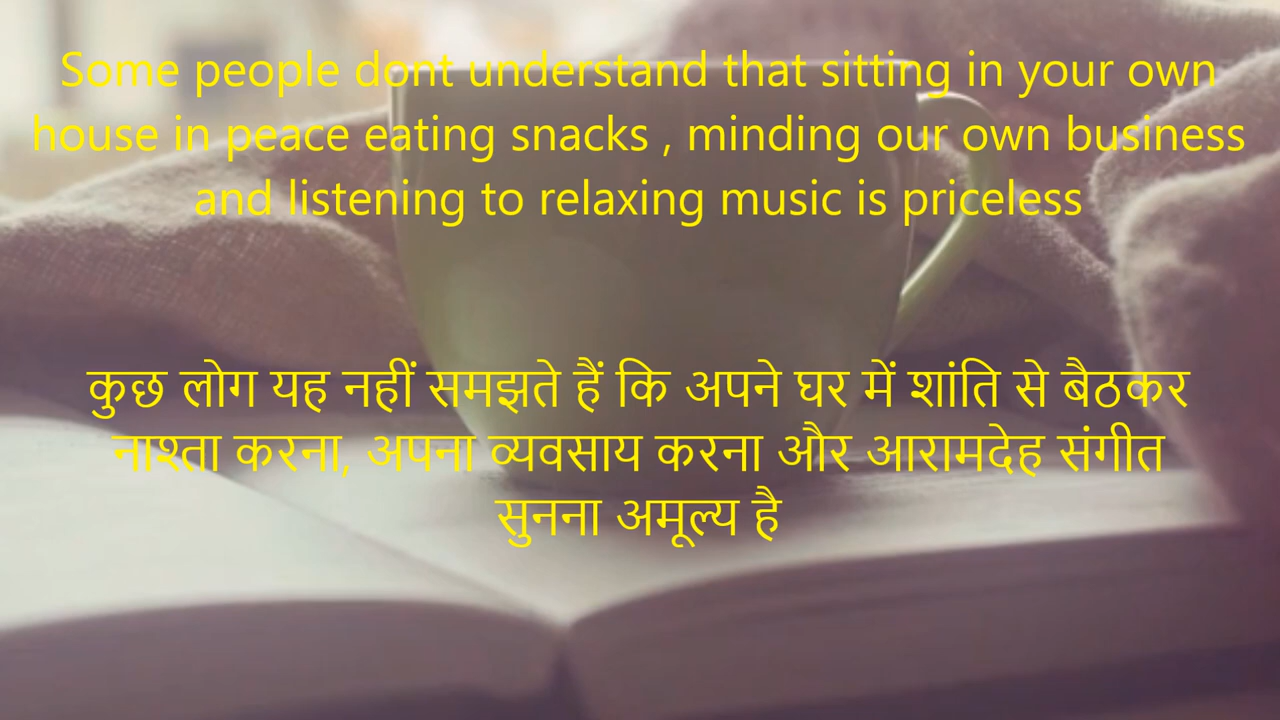 Some people dont understand that sitting in your own
house in peace eating snacks , minding our own business
and listening to relaxing music is priceless
कुछ लोग यह नहीं समझते हैं कि अपने घर में शांति से बैठकर
नाश्ता करना, अपना व्यवसाय करना और आरामदेह संगीत
सुनना अमूल्य है